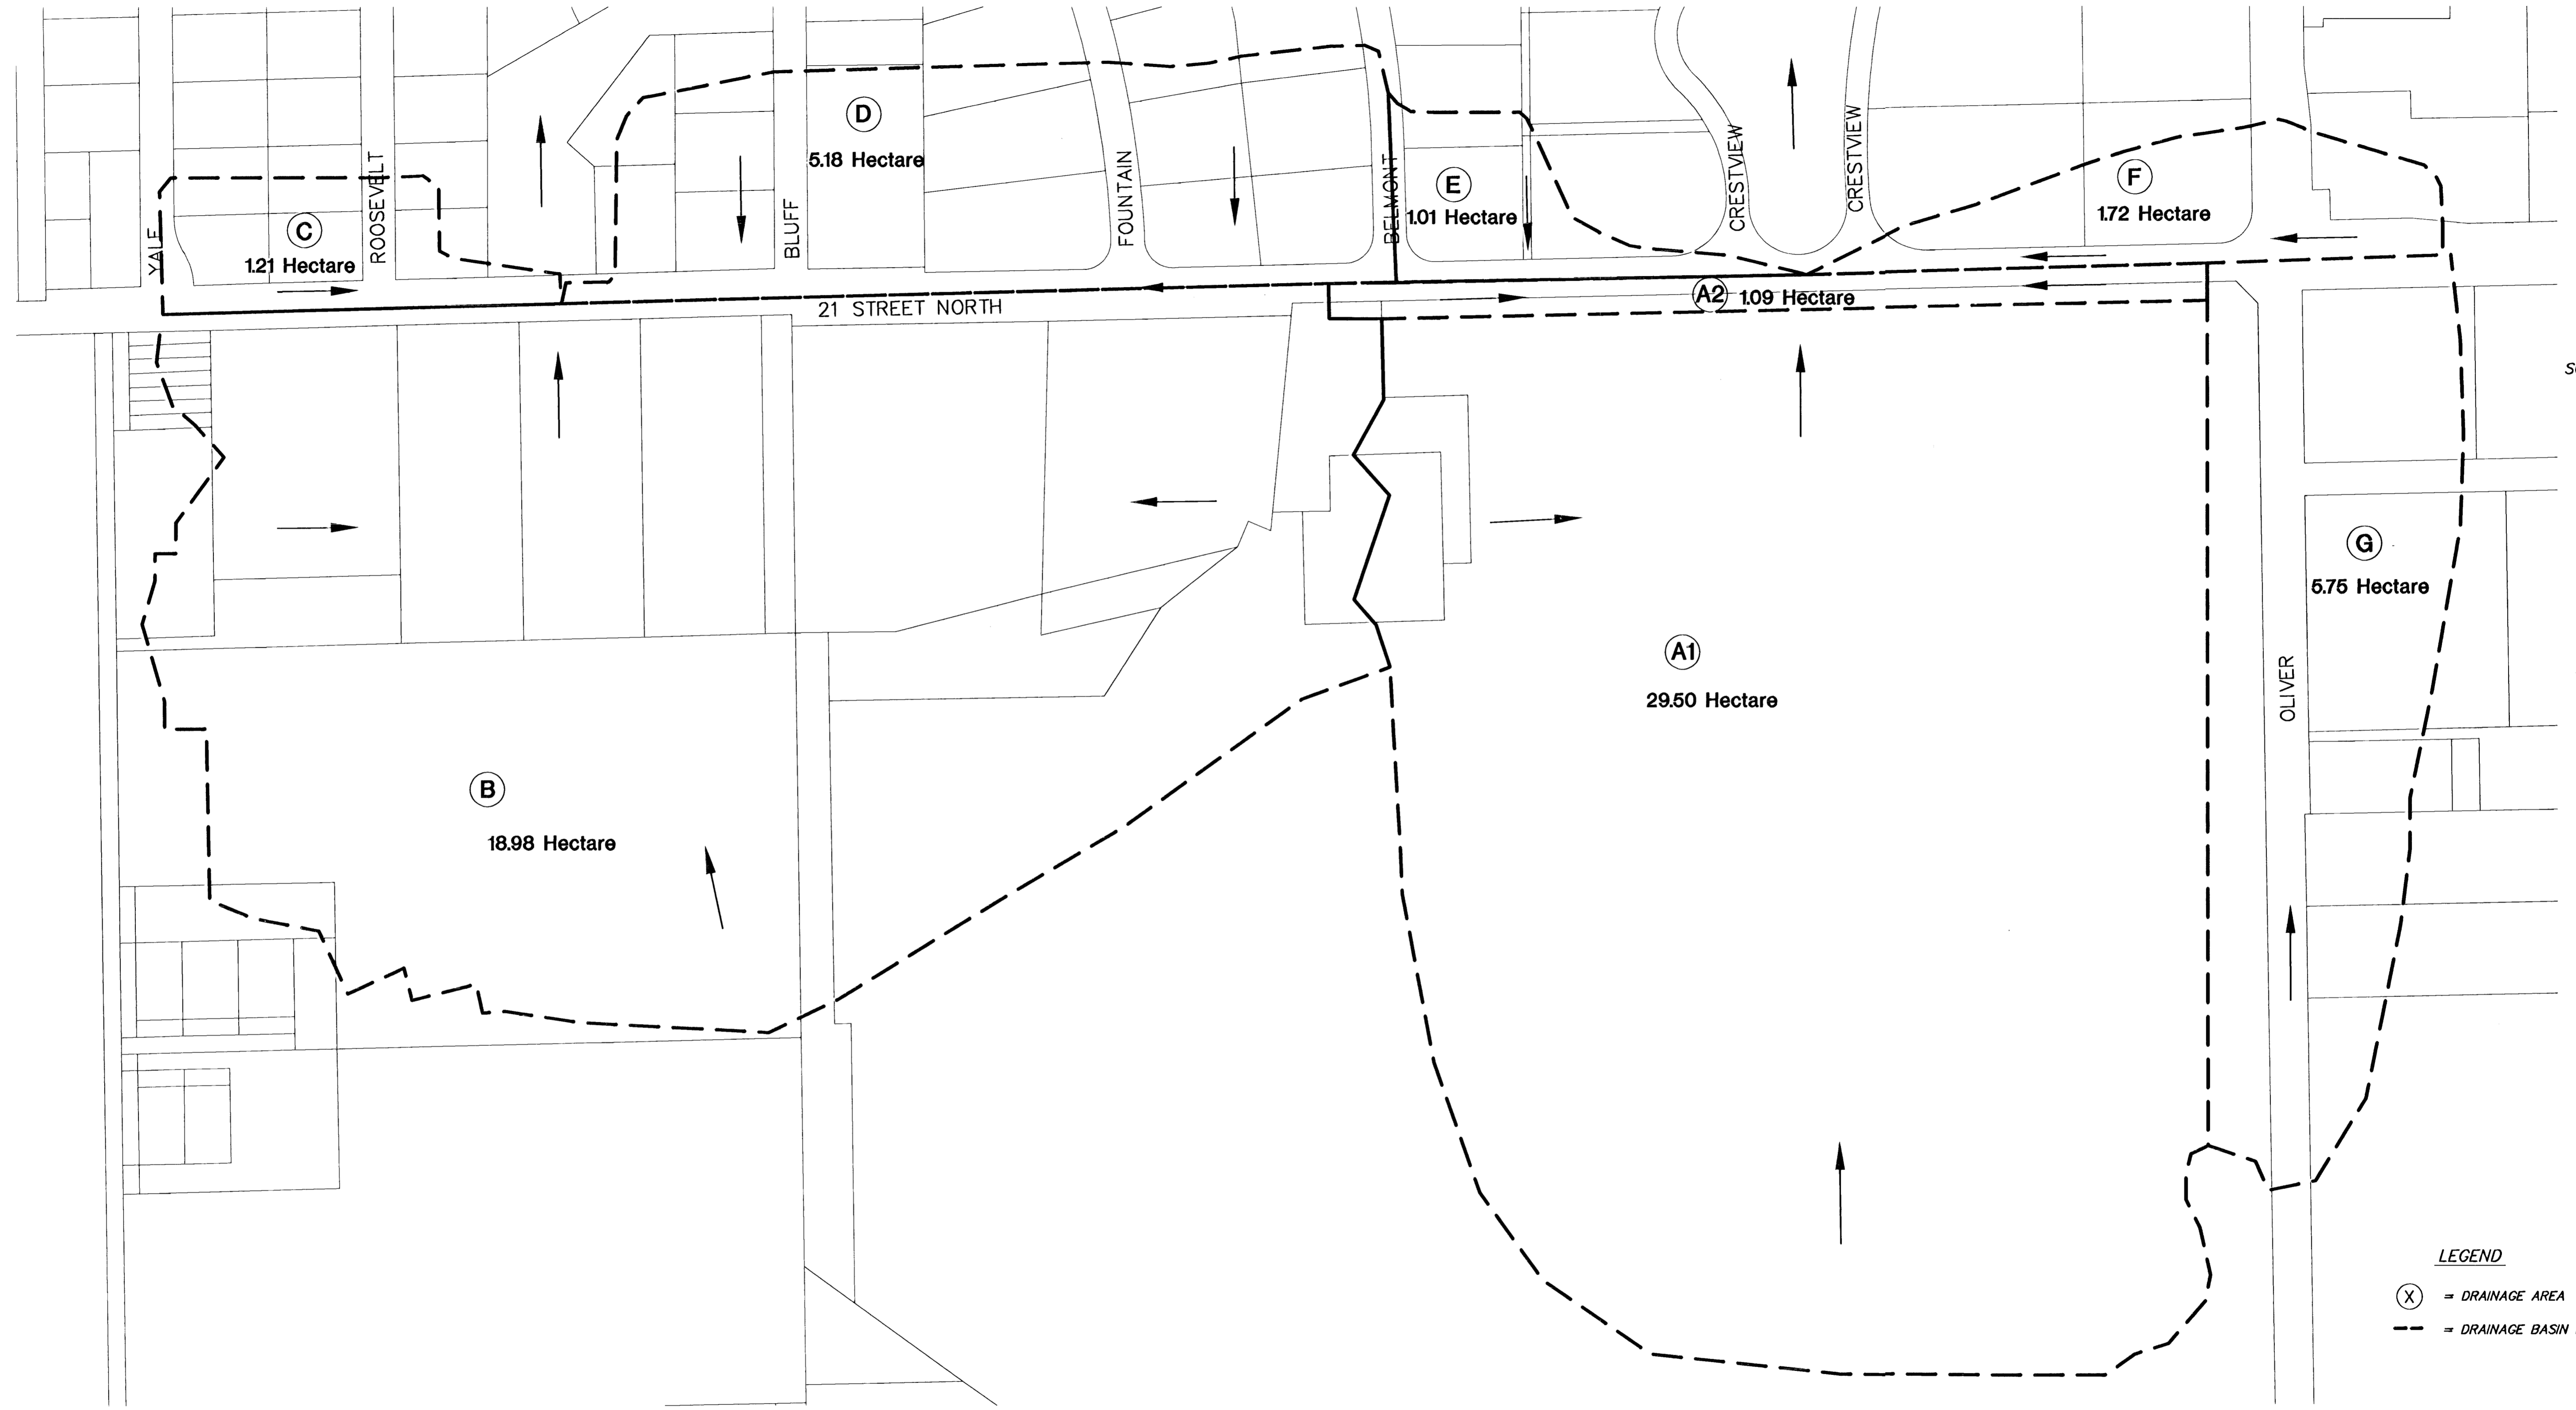 D
5.18 Hectare
C
1.21 Hectare
YALE
ROOSEVELT
BLUFF
FOUNTAIN
BELMONT
E
1.01 Hectare
CRESTVIEW
CRESTVIEW
F
1.72 Hectare
A2 1.09 Hectare
21 STREET NORTH
G
5.75 Hectare
A1
29.50 Hectare
OLIVER
B
18.98 Hectare
LEGEND
X = DRAINAGE AREA
= DRAINAGE BASIN